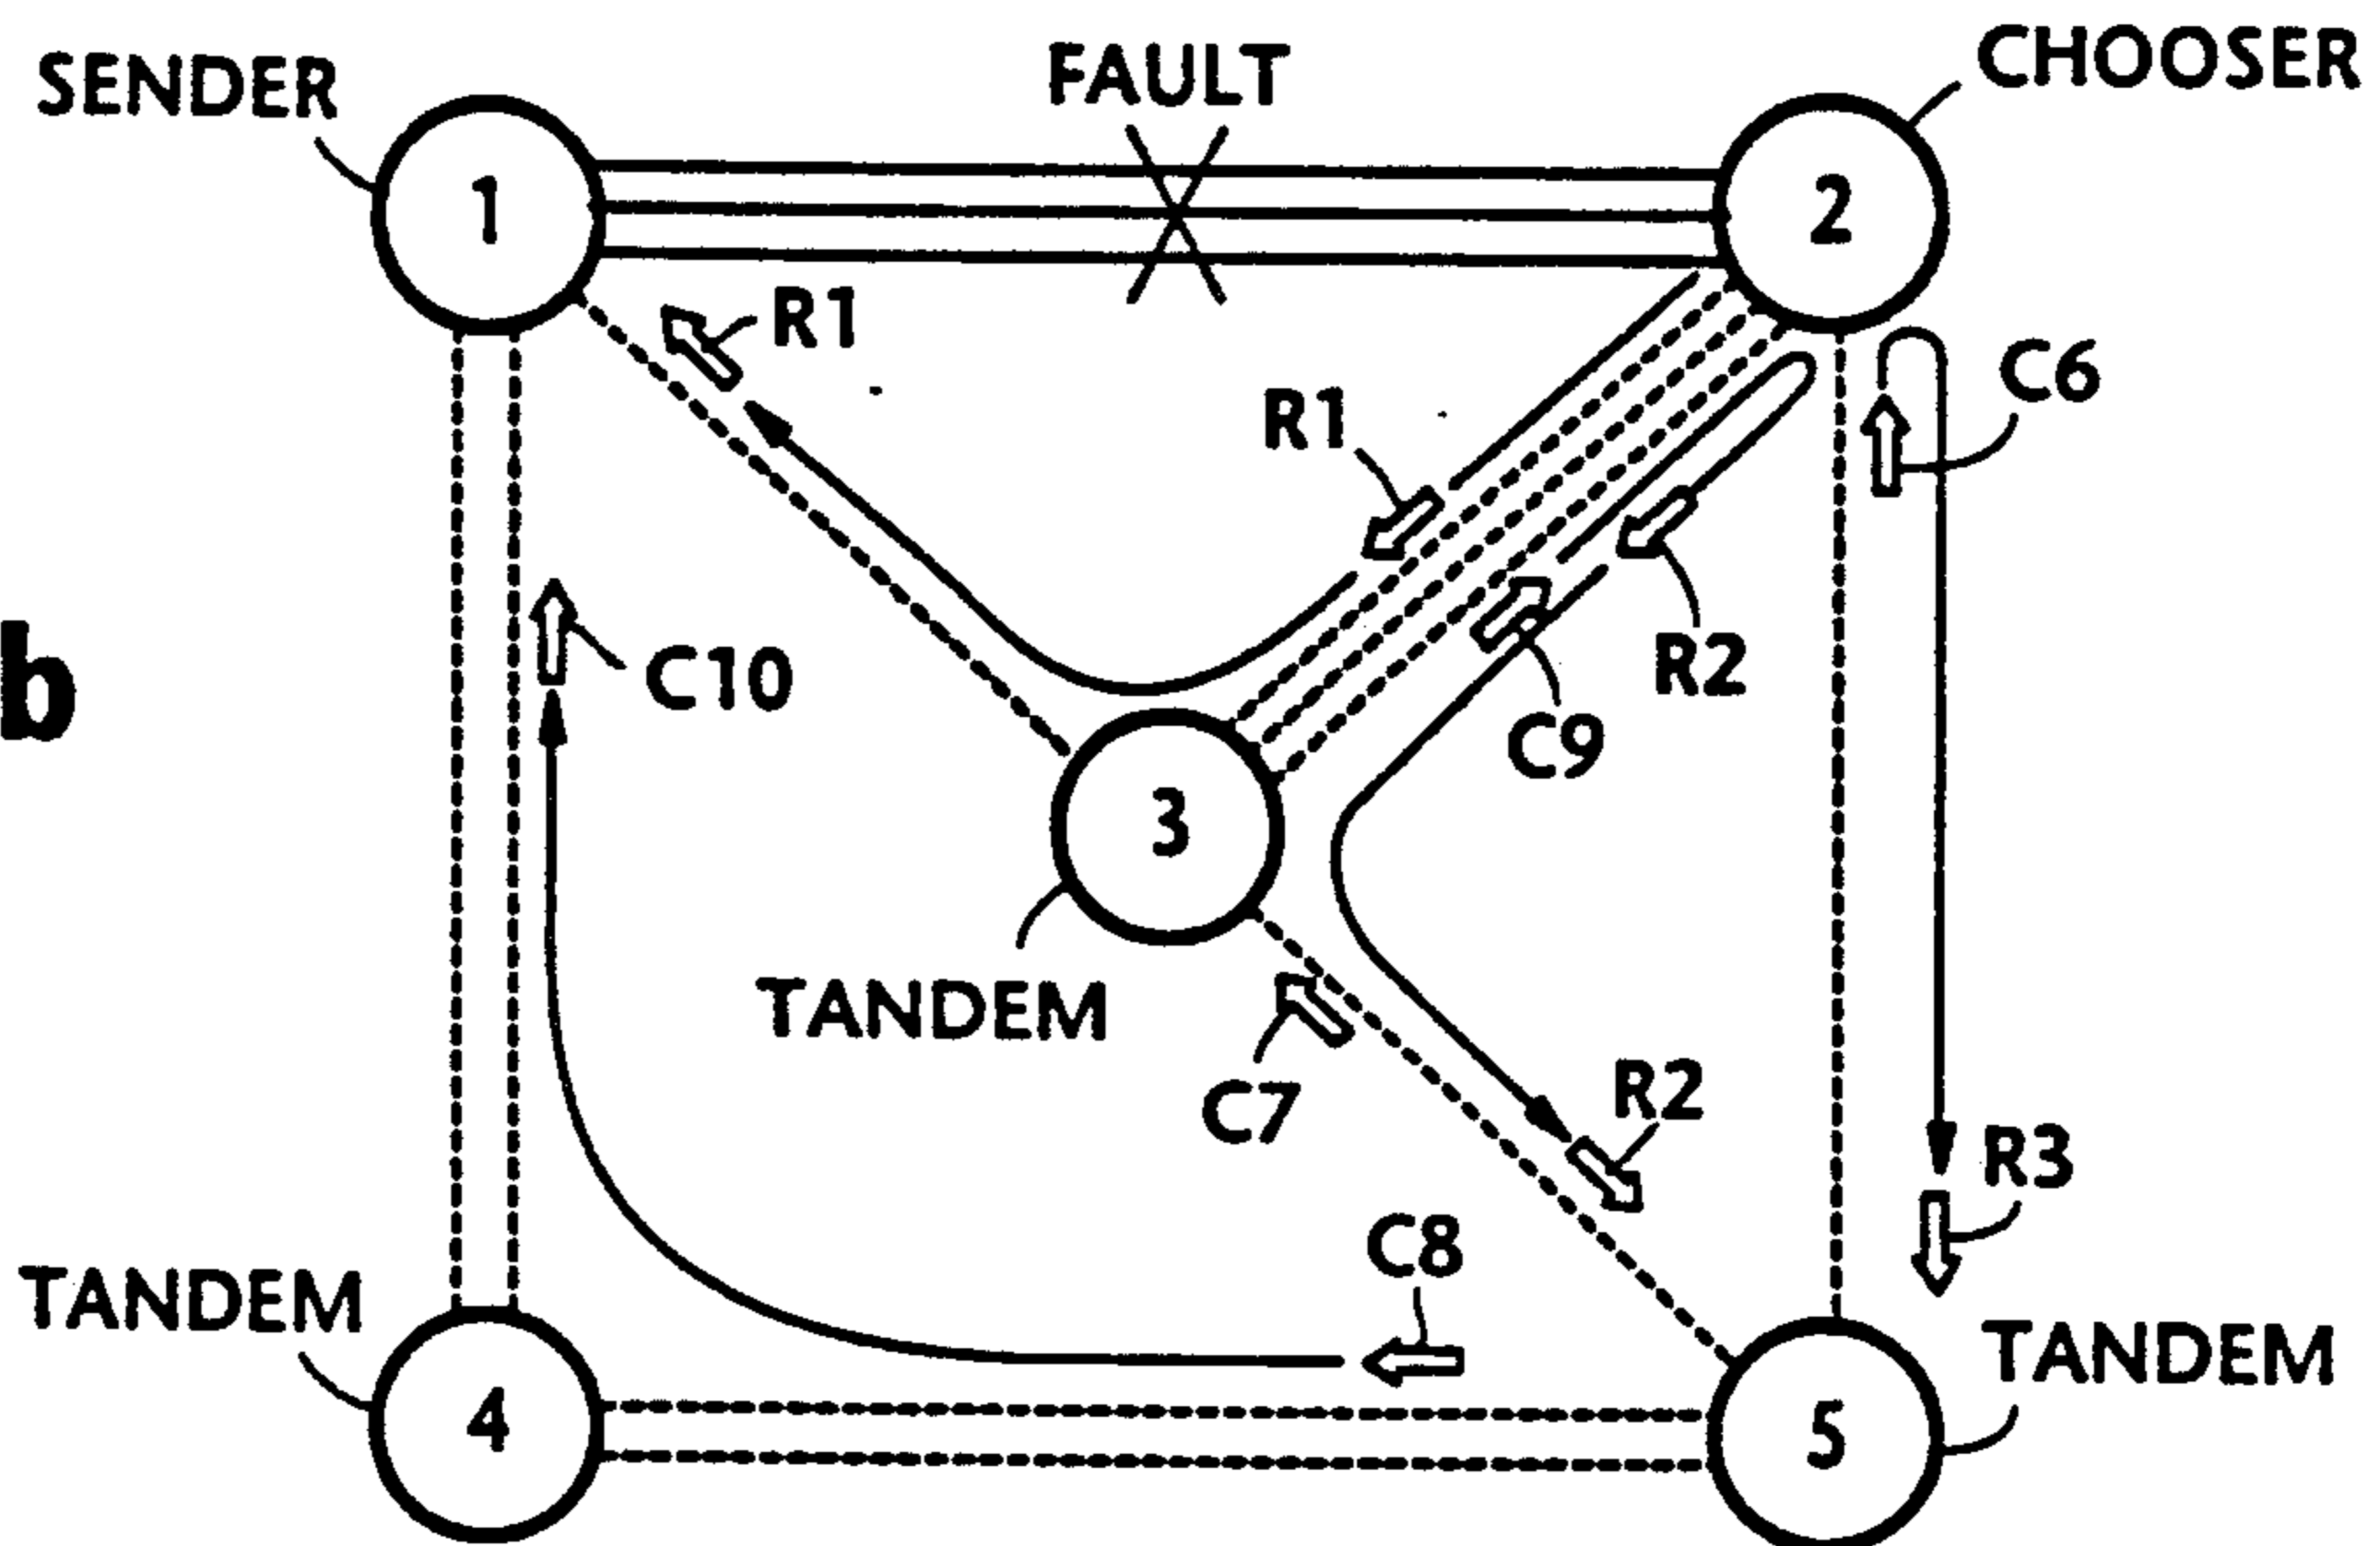 SENDER
FAULT
CHOOSER
1
2
R1
C6
R1
b
C10
R2
C9
3
TANDEM
C7
R2
R3
C8
TANDEM
TANDEM
4
5